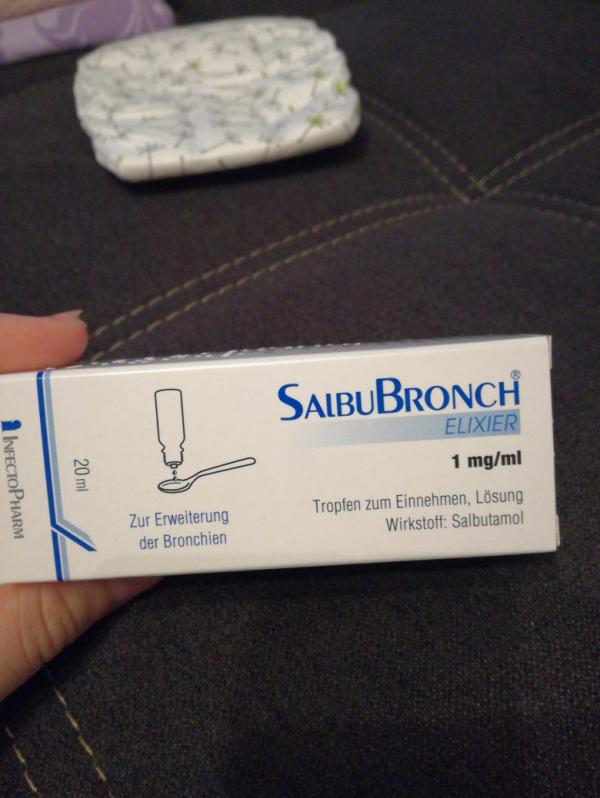 SALBUBRONCH®
ELIXIER
1 mg/ml
Tropfen zum Einnehmen, Lösung
Wirkstoff: Salbutamol
Zur Erweiterung
der Bronchien
20 ml
INFECTOPHARM